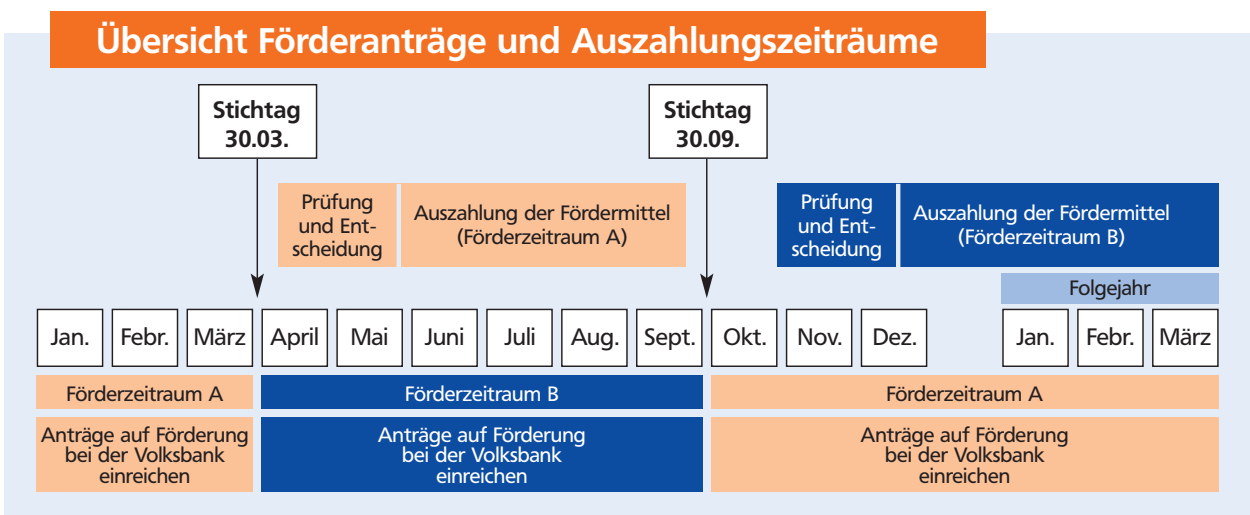 Übersicht Förderanträge und Auszahlungszeiträume
Stichtag
30.03.
Stichtag
30.09.
Prüfung
und Ent-
scheidung
Auszahlung der Fördermittel
(Förderzeitraum A)
Prüfung
und Ent-
scheidung
Auszahlung der Fördermittel
(Förderzeitraum B)
Folgejahr
Jan. Febr. März April Mai Juni Juli Aug. Sept. Okt. Nov. Dez. Jan. Febr. März
Förderzeitraum A Förderzeitraum B Förderzeitraum A
Anträge auf Förderung
bei der Volksbank
einreichen
Anträge auf Förderung
bei der Volksbank
einreichen
Anträge auf Förderung
bei der Volksbank
einreichen